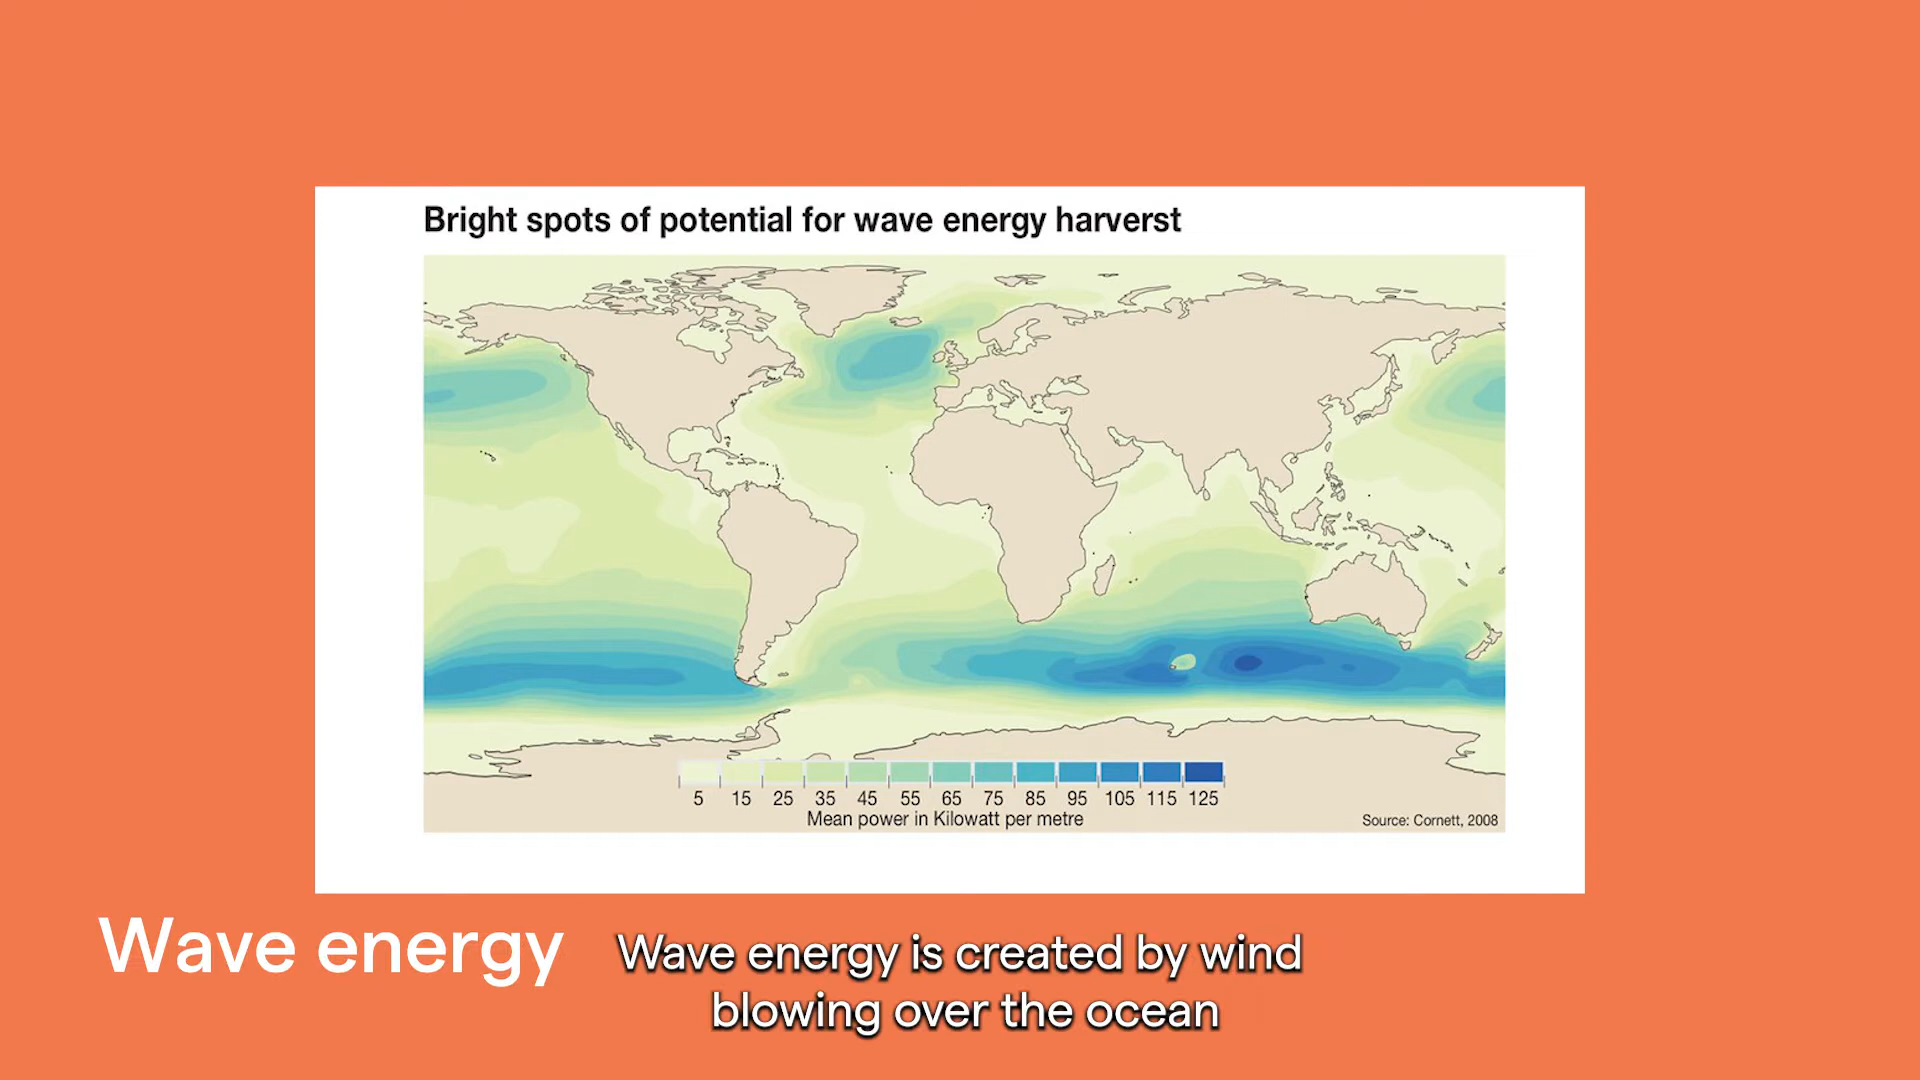 Bright spots of potential for wave energy harverst
5 15 25 35 45 55 65 75 85 95 105 115 125
Mean power in Kilowatt per metre
Source: Cornett, 2008
Wave energy
Wave energy is created by wind
blowing over the ocean